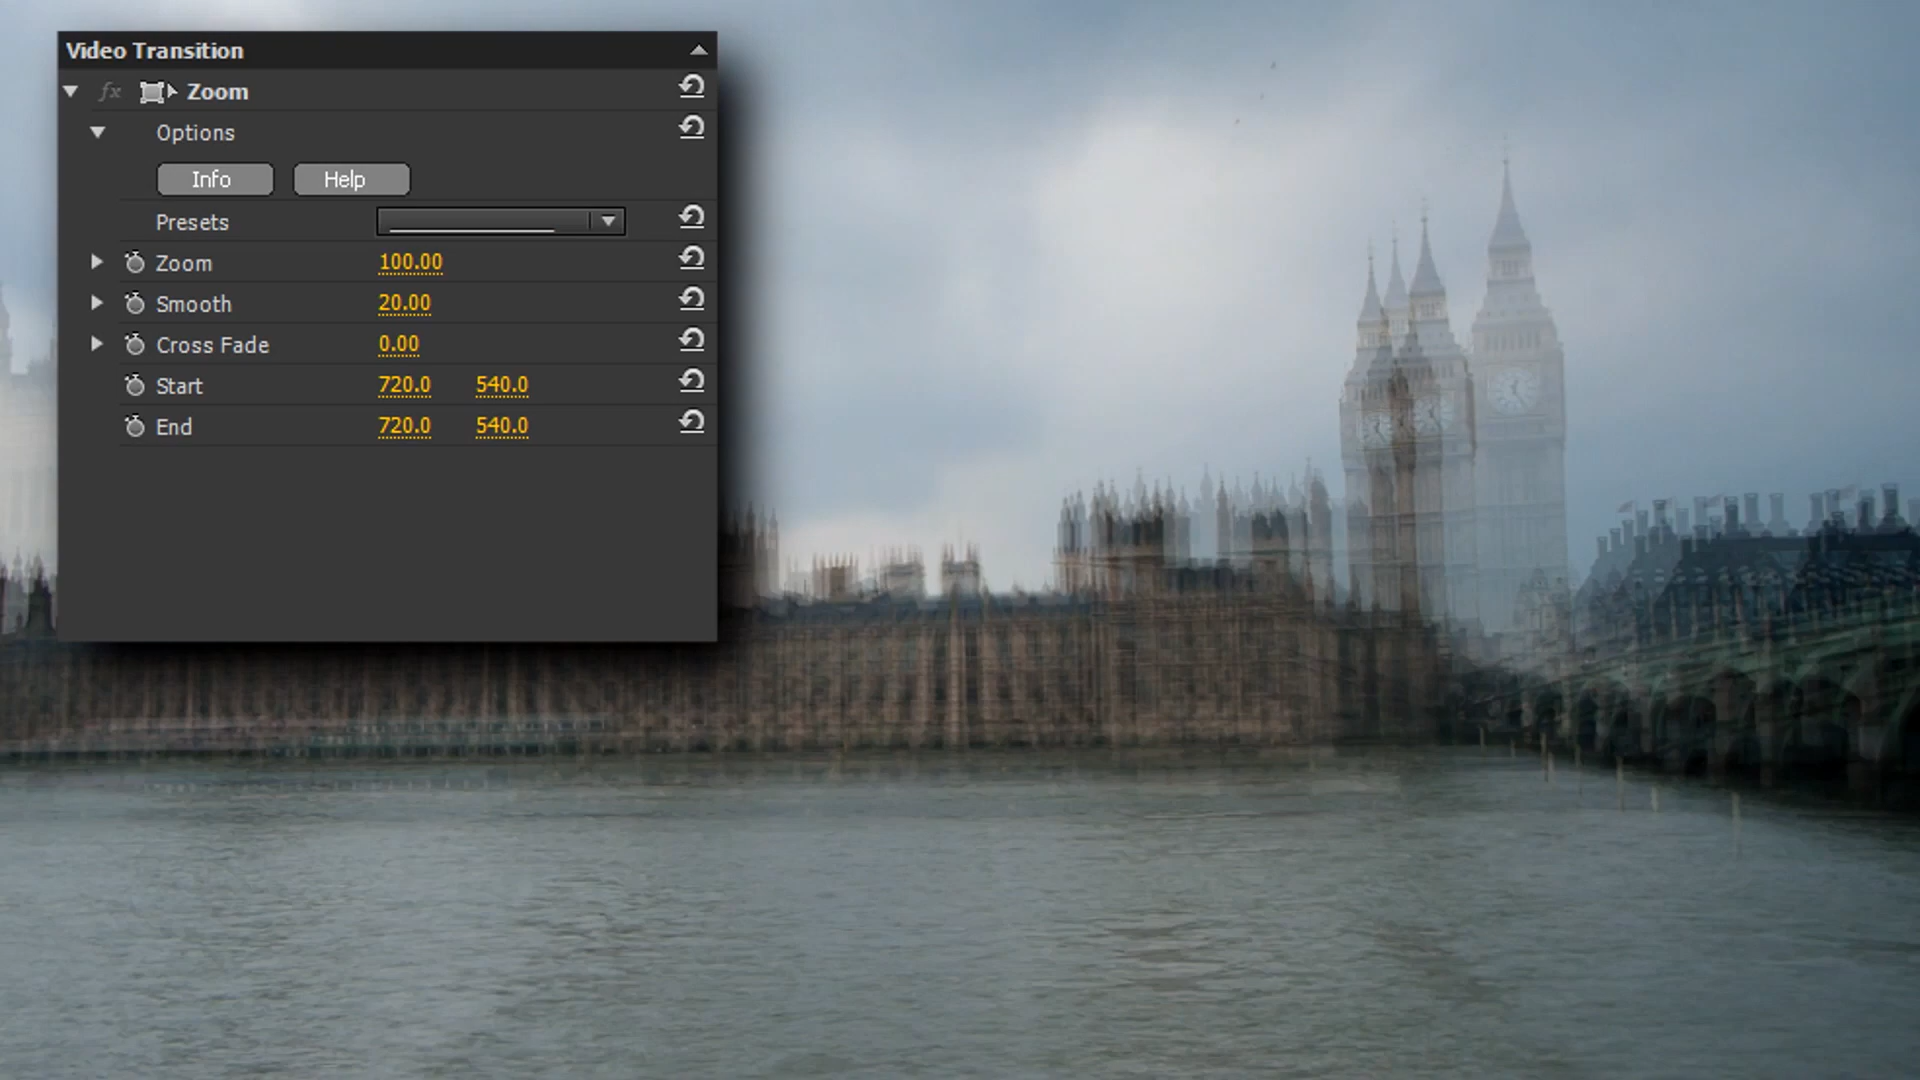 Video Transition
fx Zoom
Options
Info Help
Presets
Zoom 100.00
Smooth 20.00
Cross Fade 0.00
Start 720.0 540.0
End 720.0 540.0